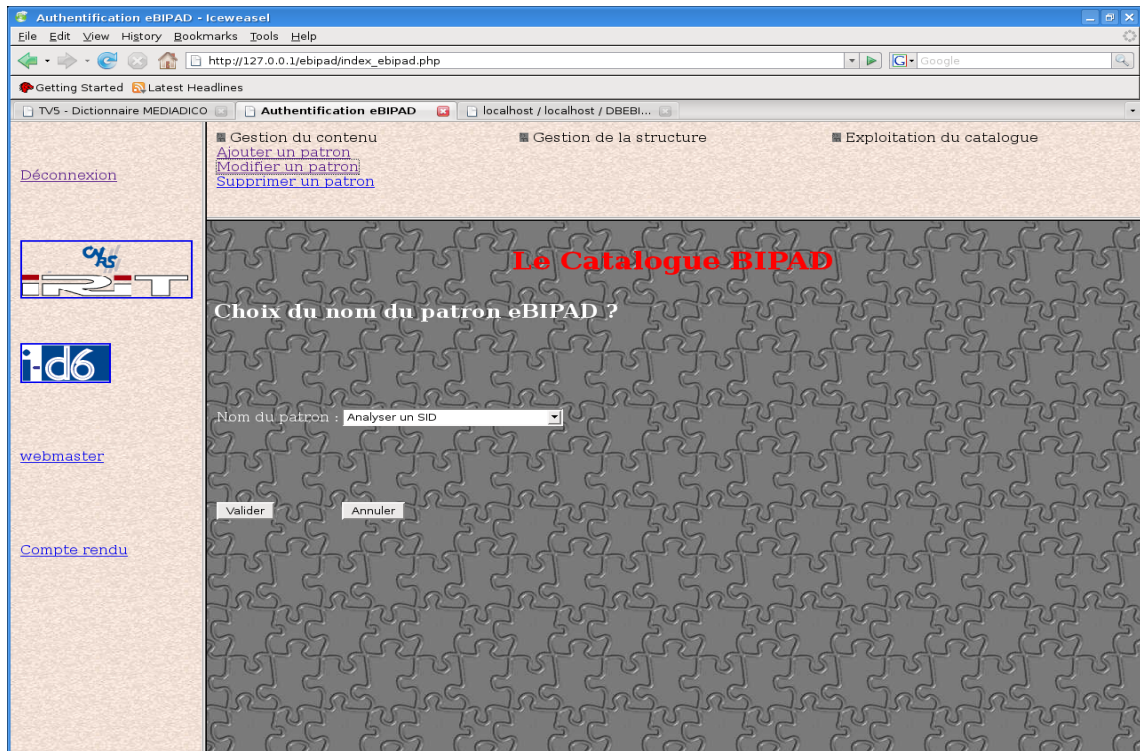 Authentification eBIPAD - Iceweasel
File Edit View History Bookmarks Tools Help
http://127.0.0.1/ebipad/index_ebipad.php
G Google
Getting Started Latest Headlines
TV5 - Dictionnaire MEDIADICO Authentification eBIPAD localhost / localhost / DBEBI...
Gestion du contenu Gestion de la structure Exploitation du catalogue
Ajouter un patron
Modifier un patron
Supprimer un patron
Déconnexion
CNRS
IRIT
Le Catalogue BIPAD
Choix du nom du patron eBIPAD ?
i-d6
Nom du patron : Analyser un SID
webmaster
Valider Annuler
Compte rendu